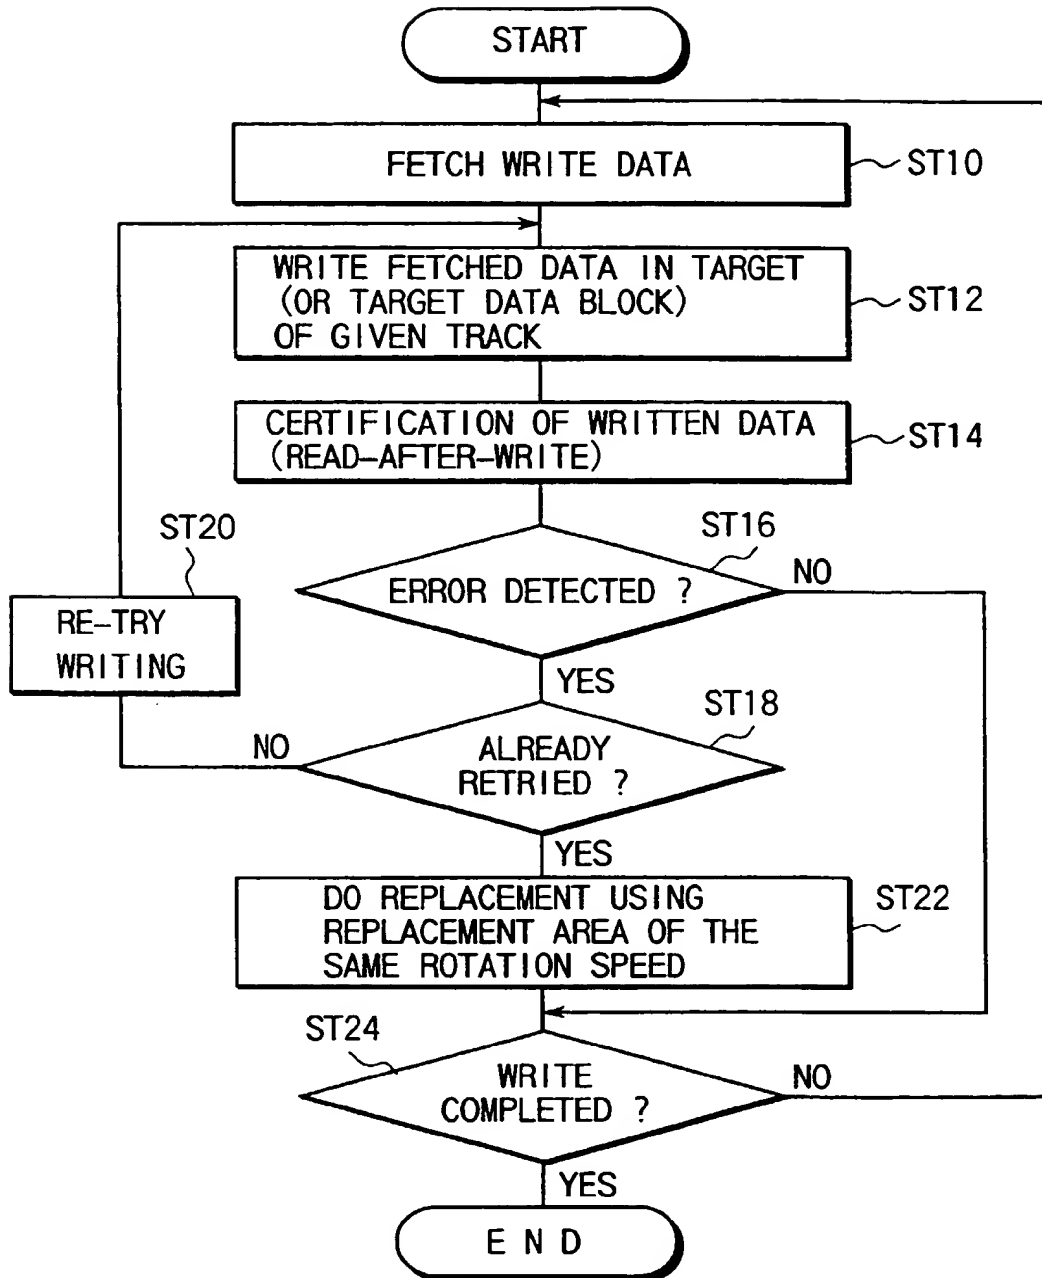 START
FETCH WRITE DATA
ST10
WRITE FETCHED DATA IN TARGET
(OR TARGET DATA BLOCK)
OF GIVEN TRACK
ST12
CERTIFICATION OF WRITTEN DATA
(READ-AFTER-WRITE)
ST14
ST20
ST16
ERROR DETECTED ?
NO
RE-TRY
WRITING
YES
ST18
NO
ALREADY
RETRIED ?
YES
DO REPLACEMENT USING
REPLACEMENT AREA OF THE
SAME ROTATION SPEED
ST22
ST24
WRITE
COMPLETED ?
NO
YES
E N D